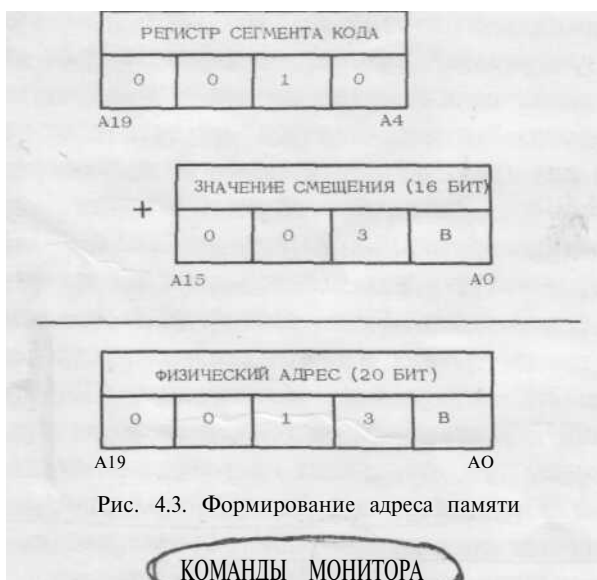 РЕГИСТР СЕГМЕНТА КОДА
0 0 1 0
A19 A4
ЗНАЧЕНИЕ СМЕЩЕНИЯ (16 БИТ)
+
0 0 3 B
A15 A0
ФИЗИЧЕСКИЙ АДРЕС (20 БИТ)
0 0 1 3 B
A19 AO
Рис. 4.3. Формирование адреса памяти
КОМАНДЫ МОНИТОРА